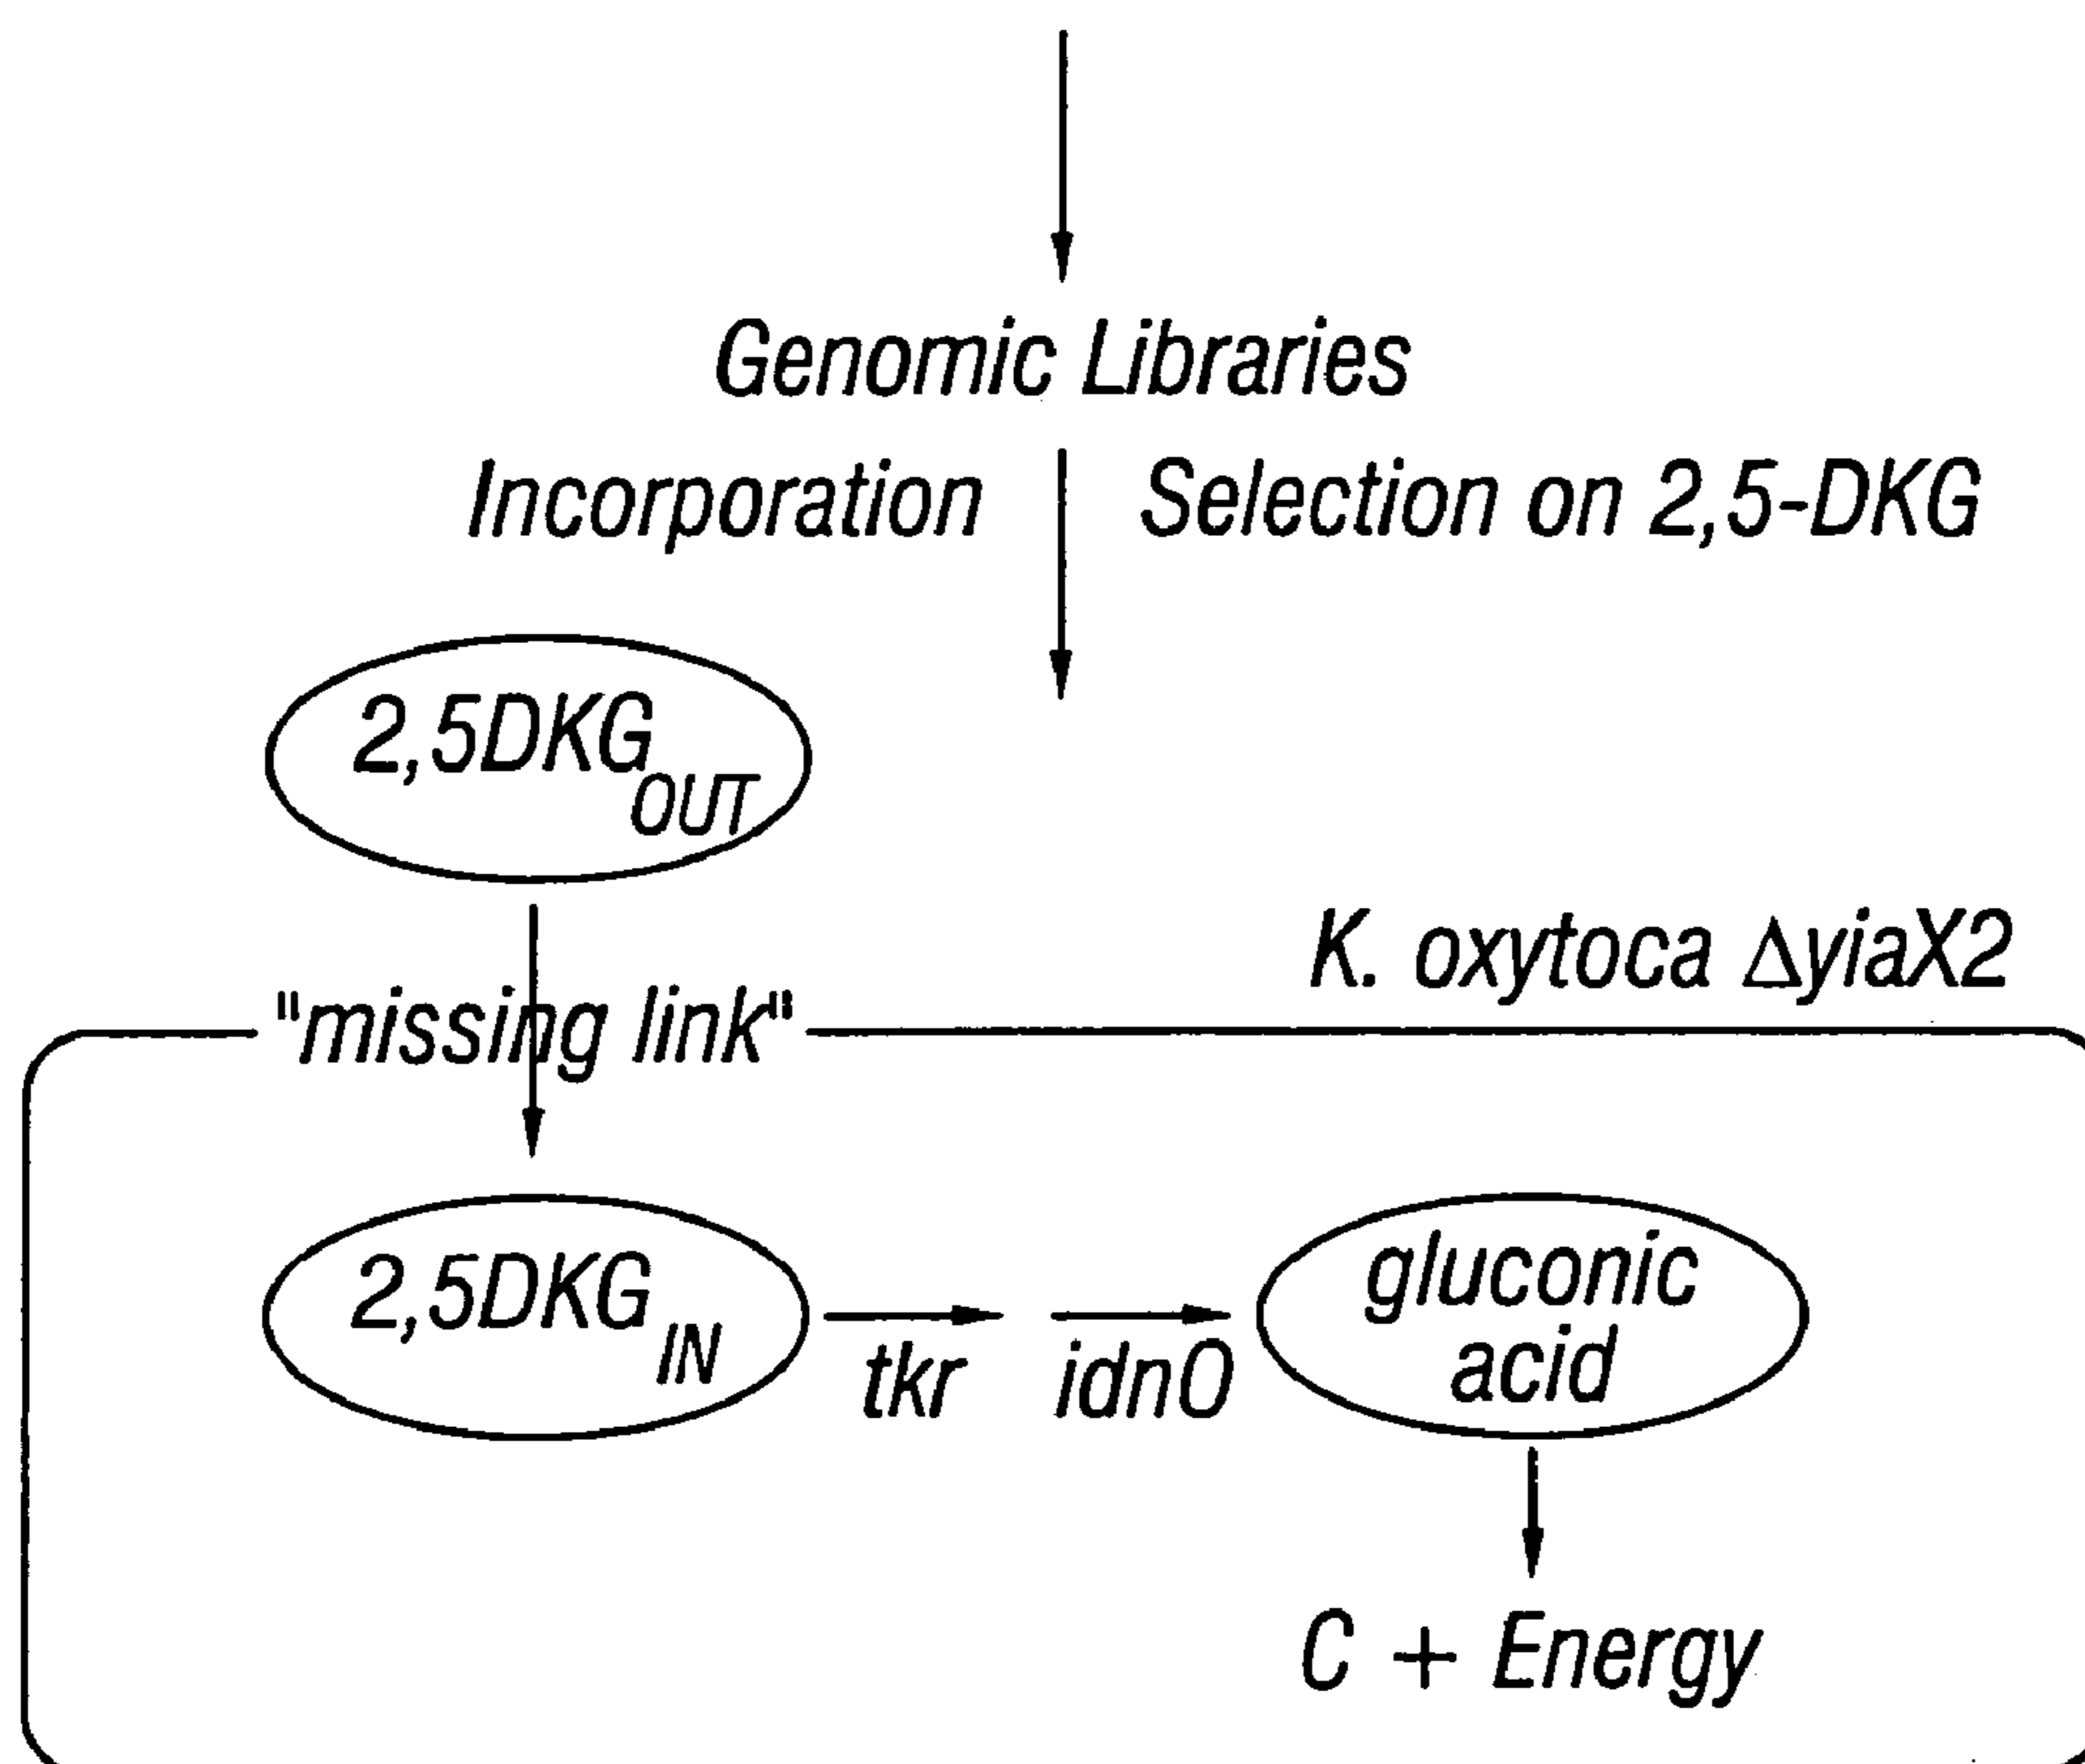 Genomic Libraries
Incorporation Selection on 2,5-DKG
2,5DKG OUT
K. oxytoca ΔyiaX2
"missing link"
2,5DKG IN
tkr idnO
gluconic
acid
C + Energy